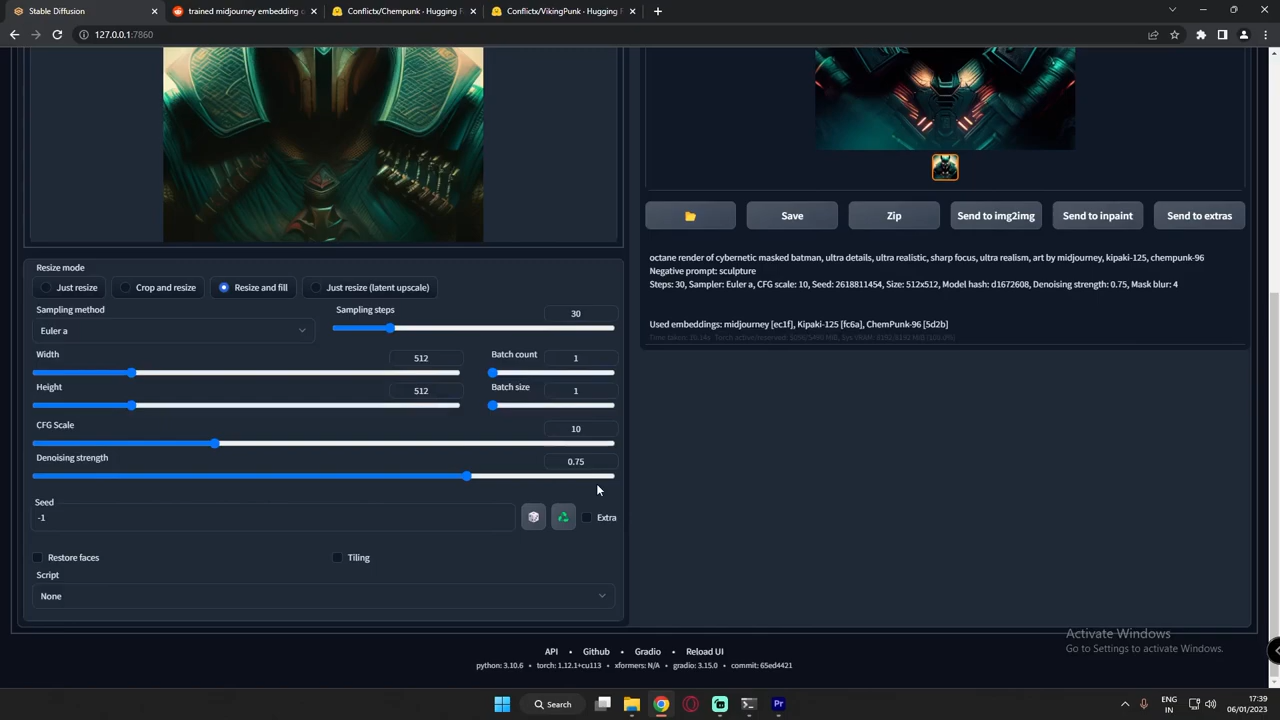 Stable Diffusion
trained midjourney embedding
Conflictx/Chempunk - Hugging F
Conflictx/VikingPunk - Hugging F
127.0.0.1:7860
Save
Zip
Send to img2img
Send to inpaint
Send to extras
octane render of cybernetic masked batman, ultra details, ultra realistic, sharp focus, ultra realism, art by midjourney, kipaki-125, chempunk-96
Negative prompt: sculpture
Steps: 30, Sampler: Euler a, CFG scale: 10, Seed: 2618811454, Size: 512x512, Model hash: d1672608, Denoising strength: 0.75, Mask blur: 4
Used embeddings: midjourney [ec1f], Kipaki-125 [fc6a], ChemPunk-96 [5d2b]
Resize mode
Just resize
Crop and resize
Resize and fill
Just resize (latent upscale)
Sampling method
Euler a
Sampling steps
30
Width
512
Batch count
1
Height
512
Batch size
1
CFG Scale
10
Denoising strength
0.75
Seed
-1
Extra
Restore faces
Tiling
Script
None
API • Github • Gradio • Reload UI
python: 3.10.6 • torch: 1.12.1+cu113 • xformers: N/A • gradio: 3.15.0 • commit: 65ed4421
Activate Windows
Go to Settings to activate Windows.
Search
Pr
ENG
IN
17:39
06/01/2023